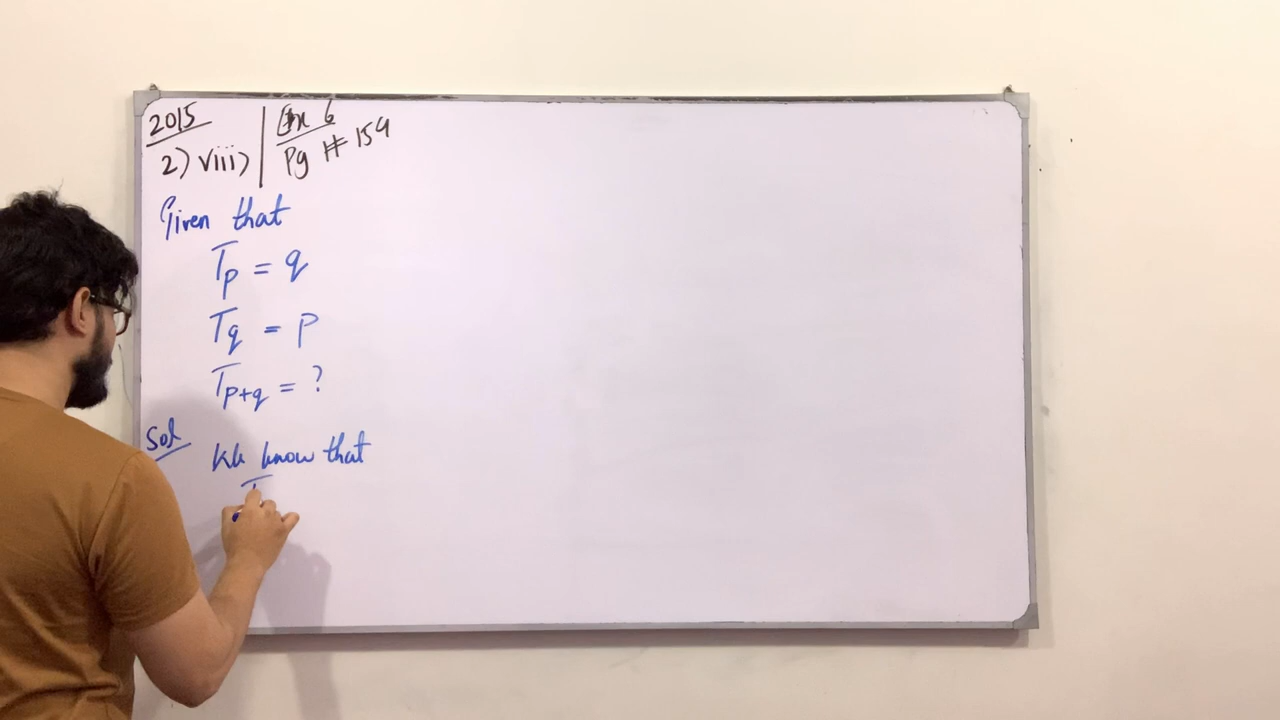 2015
2) viii)
Ex 6
Pg # 159
Given that
Tp = q
Tq = p
Tp+q = ?
Sol
We know that
T